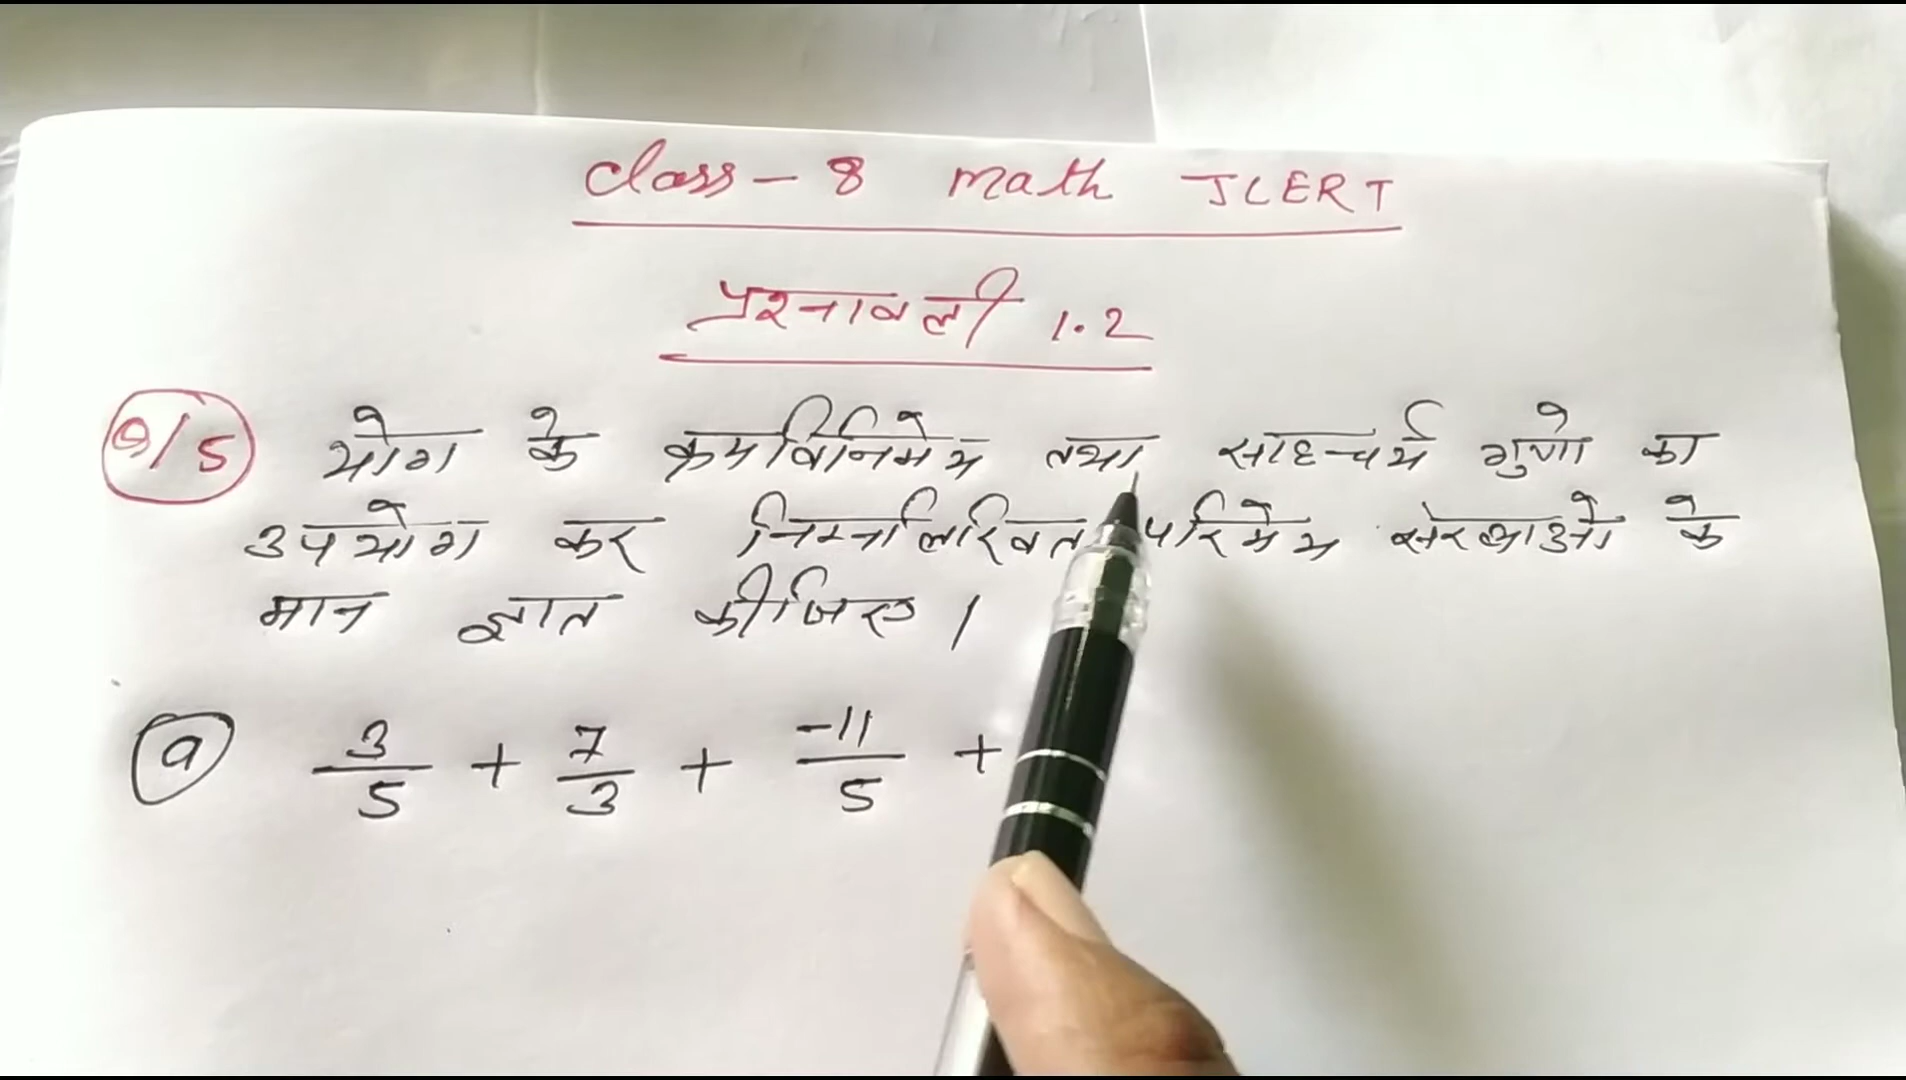 class - 8 math JCERT
प्रश्नावली 1.2
Q/5 योग के क्रमविनिमेय तथा साहचर्य गुणो का
उपयोग कर निम्नलिखित परिमेय संख्याओ के
मान ज्ञात कीजिए ।
a 3/5 + 7/3 + -11/5 +